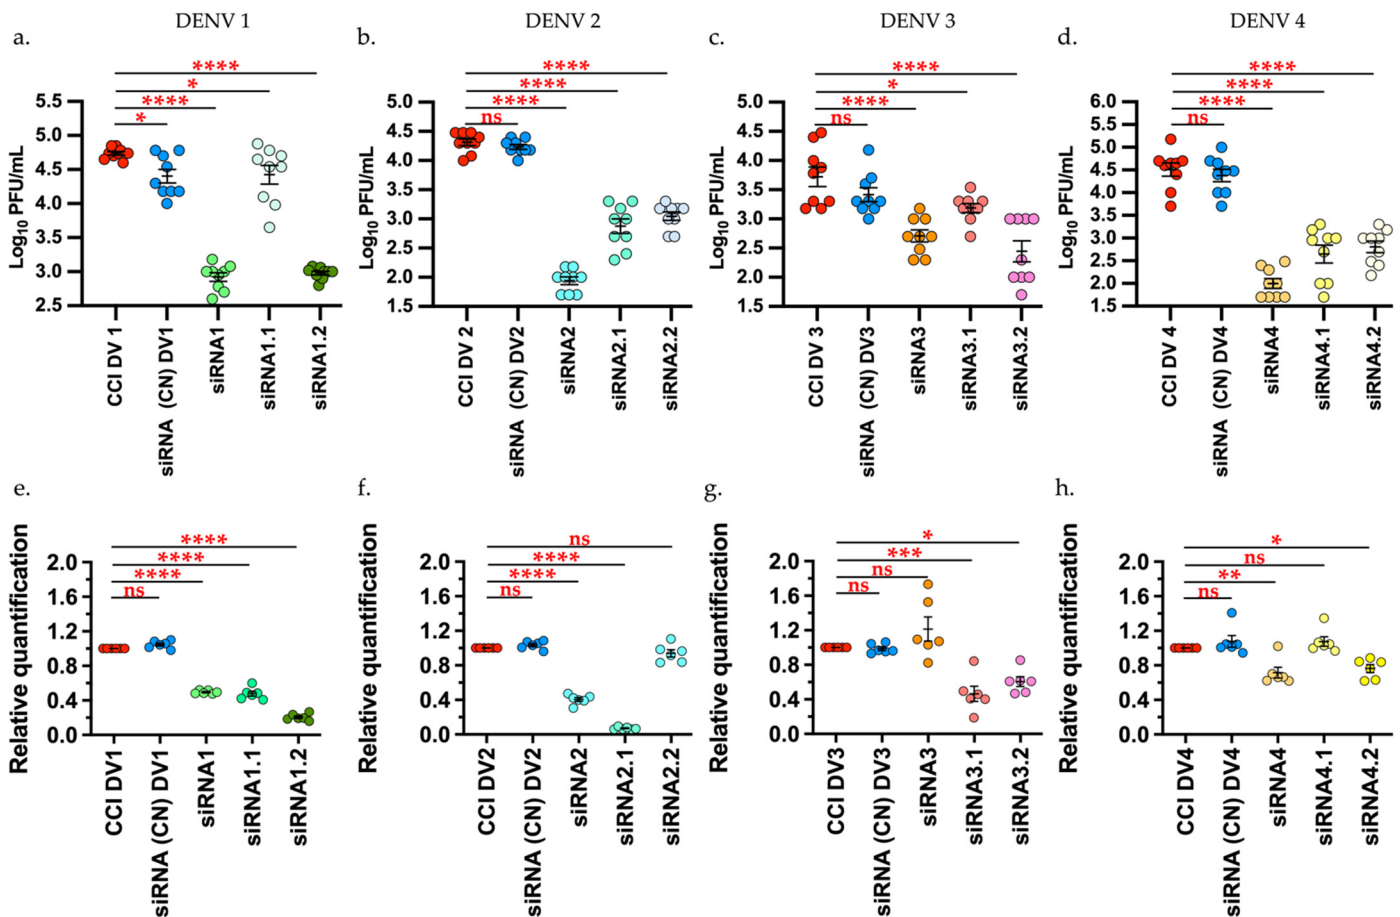 DENV 1 DENV 2 DENV 3 DENV 4
a. b. c. d.
****
*
****
*
5.5
5.0
4.5
4.0
3.5
3.0
2.5
Log10 PFU/mL
CCI DV 1
siRNA (CN) DV1
siRNA1
siRNA1.1
siRNA1.2
****
****
****
ns
5.0
4.5
4.0
3.5
3.0
2.5
2.0
1.5
Log10 PFU/mL
CCI DV 2
siRNA (CN) DV2
siRNA2
siRNA2.1
siRNA2.2
****
*
****
ns
5.0
4.5
4.0
3.5
3.0
2.5
2.0
1.5
Log10 PFU/mL
CCI DV 3
siRNA (CN) DV3
siRNA3
siRNA3.1
siRNA3.2
****
****
****
ns
6.0
5.5
5.0
4.5
4.0
3.5
3.0
2.5
2.0
1.5
Log10 PFU/mL
CCI DV 4
siRNA (CN) DV4
siRNA4
siRNA4.1
siRNA4.2
e. f. g. h.
****
****
****
ns
2.0
1.6
1.2
0.8
0.4
0.0
Relative quantification
CCI DV1
siRNA (CN) DV1
siRNA1
siRNA1.1
siRNA1.2
ns
****
****
ns
2.0
1.6
1.2
0.8
0.4
0.0
Relative quantification
CCI DV2
siRNA (CN) DV2
siRNA2
siRNA2.1
siRNA2.2
*
***
ns
ns
2.0
1.6
1.2
0.8
0.4
0.0
Relative quantification
CCI DV3
siRNA (CN) DV3
siRNA3
siRNA3.1
siRNA3.2
*
ns
**
ns
2.0
1.6
1.2
0.8
0.4
0.0
Relative quantification
CCI DV4
siRNA (CN) DV4
siRNA4
siRNA4.1
siRNA4.2